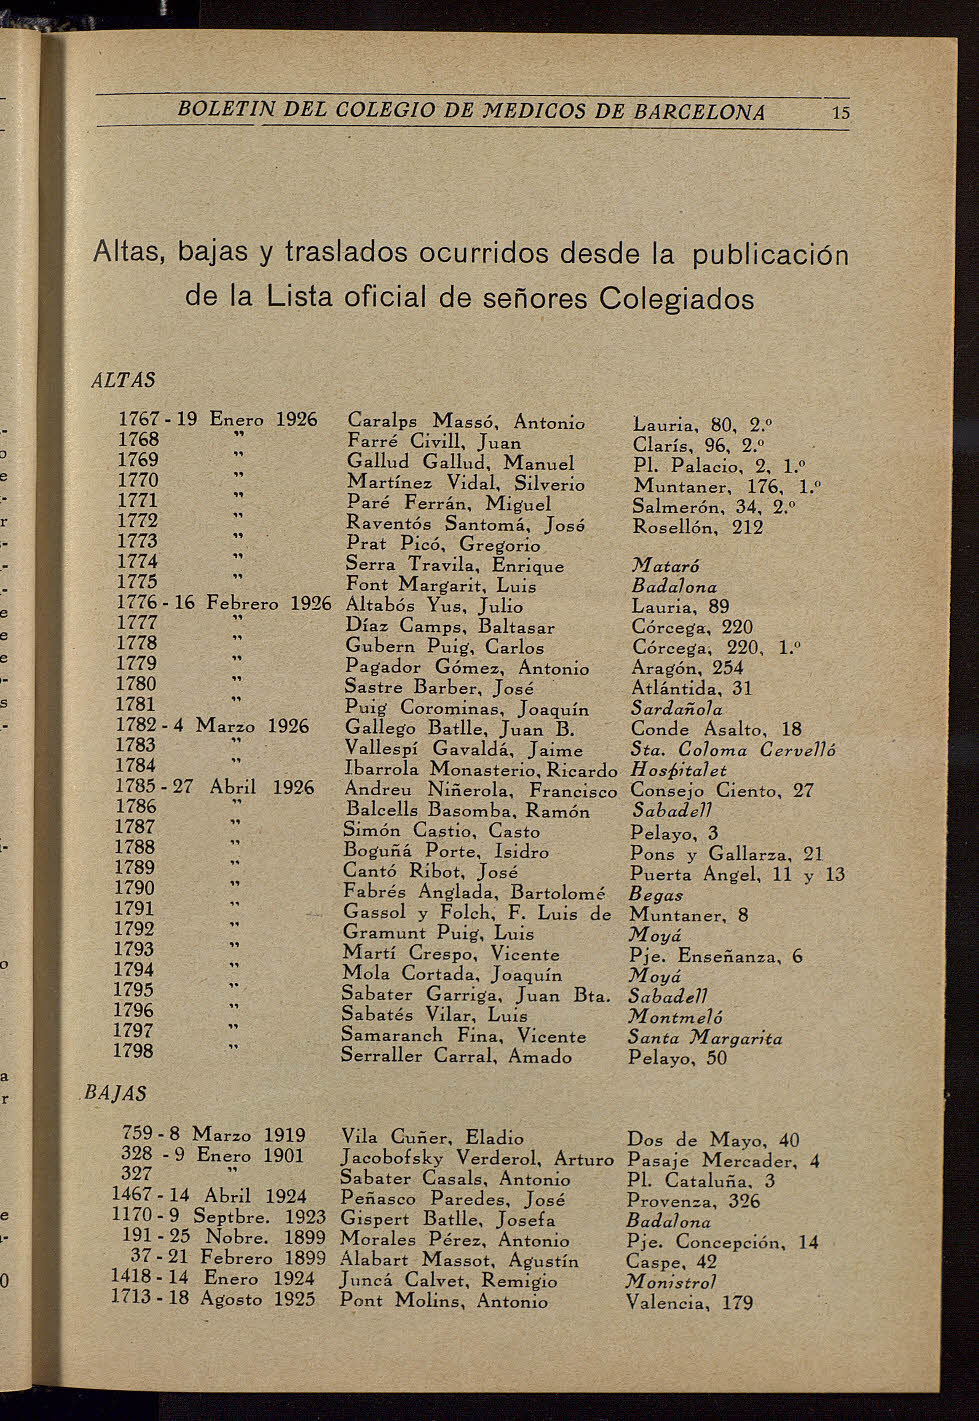 BOLETIN DEL COLEGIO DE MEDICOS DE BARCELONA 15
Altas, bajas y traslados ocurridos desde la publicación
de la Lista oficial de señores Colegiados
ALTAS
1767 - 19 Enero 1926 Caralps Massó, Antonio Lauria, 80, 2.º
1768 " Farré Civill, Juan Clarís, 96, 2.º
1769 " Gallud Gallud, Manuel Pl. Palacio, 2, 1.º
1770 " Martínez Vidal, Silverio Muntaner, 176, 1.º
1771 " Paré Ferrán, Miguel Salmerón, 34, 2.º
1772 " Raventós Santomá, José Rosellón, 212
1773 " Prat Picó, Gregorio
1774 " Serra Travila, Enrique Mataró
1775 " Font Margarit, Luis Badalona
1776 - 16 Febrero 1926 Altabós Yus, Julio Lauria, 89
1777 " Díaz Camps, Baltasar Córcega, 220
1778 " Gubern Puig, Carlos Córcega, 220, 1.º
1779 " Pagador Gómez, Antonio Aragón, 254
1780 " Sastre Barber, José Atlántida, 31
1781 " Puig Corominas, Joaquín Sardañola
1782 - 4 Marzo 1926 Gallego Batlle, Juan B. Conde Asalto, 18
1783 " Vallespí Gavaldá, Jaime Sta. Coloma Cervelló
1784 " Ibarrola Monasterio, Ricardo Hospitalet
1785 - 27 Abril 1926 Andreu Niñerola, Francisco Consejo Ciento, 27
1786 " Balcells Basomba, Ramón Sabadell
1787 " Simón Castio, Casto Pelayo, 3
1788 " Boguñá Porte, Isidro Pons y Gallarza, 21
1789 " Cantó Ribot, José Puerta Angel, 11 y 13
1790 " Fabrés Anglada, Bartolomé Begas
1791 " Gassol y Folch, F. Luis de Muntaner, 8
1792 " Gramunt Puig, Luis Moyá
1793 " Martí Crespo, Vicente Pje. Enseñanza, 6
1794 " Mola Cortada, Joaquín Moyá
1795 " Sabater Garriga, Juan Bta. Sabadell
1796 " Sabatés Vilar, Luis Montmeló
1797 " Samaranch Fina, Vicente Santa Margarita
1798 " Serraller Carral, Amado Pelayo, 50
BAJAS
759 - 8 Marzo 1919 Vila Cuñer, Eladio Dos de Mayo, 40
328 - 9 Enero 1901 Jacobofsky Verderol, Arturo Pasaje Mercader, 4
327 " Sabater Casals, Antonio Pl. Cataluña, 3
1467 - 14 Abril 1924 Peñasco Paredes, José Provenza, 326
1170 - 9 Septbre. 1923 Gispert Batlle, Josefa Badalona
191 - 25 Nobre. 1899 Morales Pérez, Antonio Pje. Concepción, 14
37 - 21 Febrero 1899 Alabart Massot, Agustín Caspe, 42
1418 - 14 Enero 1924 Juncá Calvet, Remigio Monistrol
1713 - 18 Agosto 1925 Pont Molins, Antonio Valencia, 179